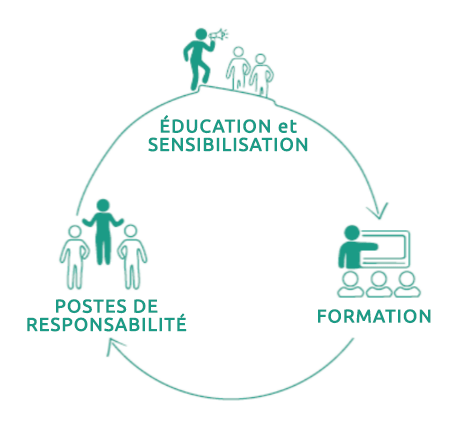 ÉDUCATION et
SENSIBILISATION
FORMATION
POSTES DE
RESPONSABILITÉ